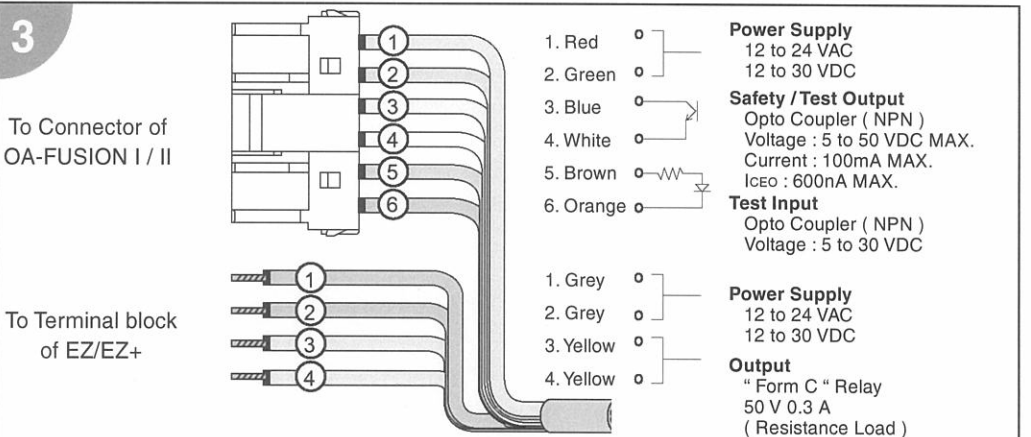 3
To Connector of
OA-FUSION I / II
1
2
3
4
5
6
1. Red
2. Green
3. Blue
4. White
5. Brown
6. Orange
Power Supply
12 to 24 VAC
12 to 30 VDC
Safety / Test Output
Opto Coupler ( NPN )
Voltage : 5 to 50 VDC MAX.
Current : 100mA MAX.
ICEO : 600nA MAX.
Test Input
Opto Coupler ( NPN )
Voltage : 5 to 30 VDC
To Terminal block
of EZ/EZ+
1
2
3
4
1. Grey
2. Grey
3. Yellow
4. Yellow
Power Supply
12 to 24 VAC
12 to 30 VDC
Output
“ Form C “ Relay
50 V 0.3 A
( Resistance Load )